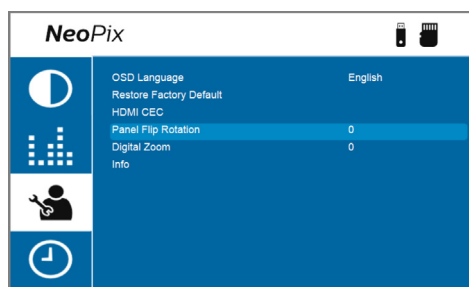 NeoPix
OSD Language English
Restore Factory Default
HDMI CEC
Panel Flip Rotation 0
Digital Zoom 0
Info